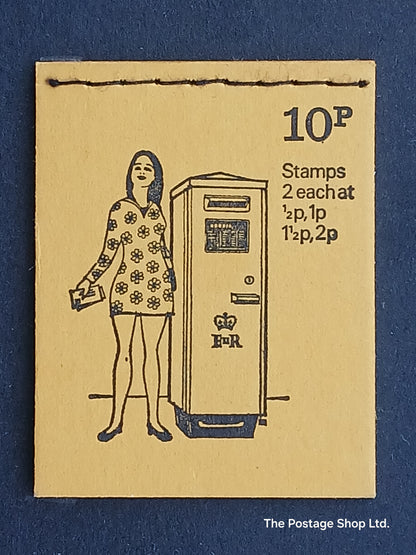 10P
Stamps
2 each at
½p, 1p
1½p, 2p
EIIR
The Postage Shop Ltd.